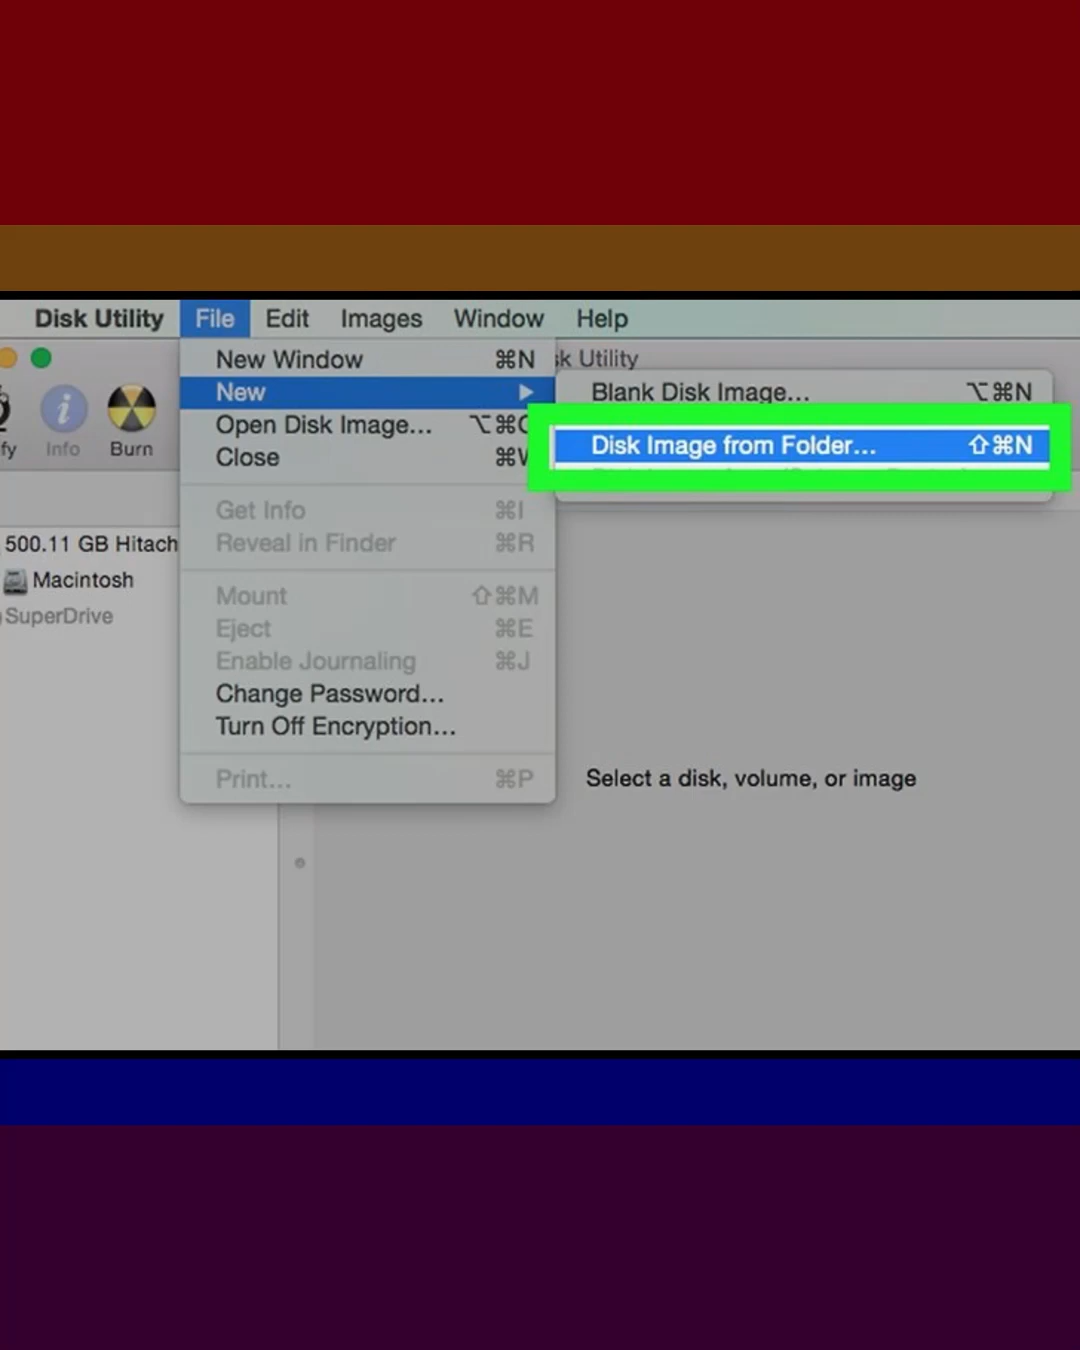 Disk Utility File Edit Images Window Help
New Window ⌘N
sk Utility
New ▶
Blank Disk Image... ⌥⌘N
Open Disk Image... ⌥⌘
Disk Image from Folder... ⇧⌘N
Close ⌘
fy Info Burn
Get Info ⌘I
Reveal in Finder ⌘R
500.11 GB Hitach
Macintosh
SuperDrive
Mount ⇧⌘M
Eject ⌘E
Enable Journaling ⌘J
Change Password...
Turn Off Encryption...
Print... ⌘P
Select a disk, volume, or image